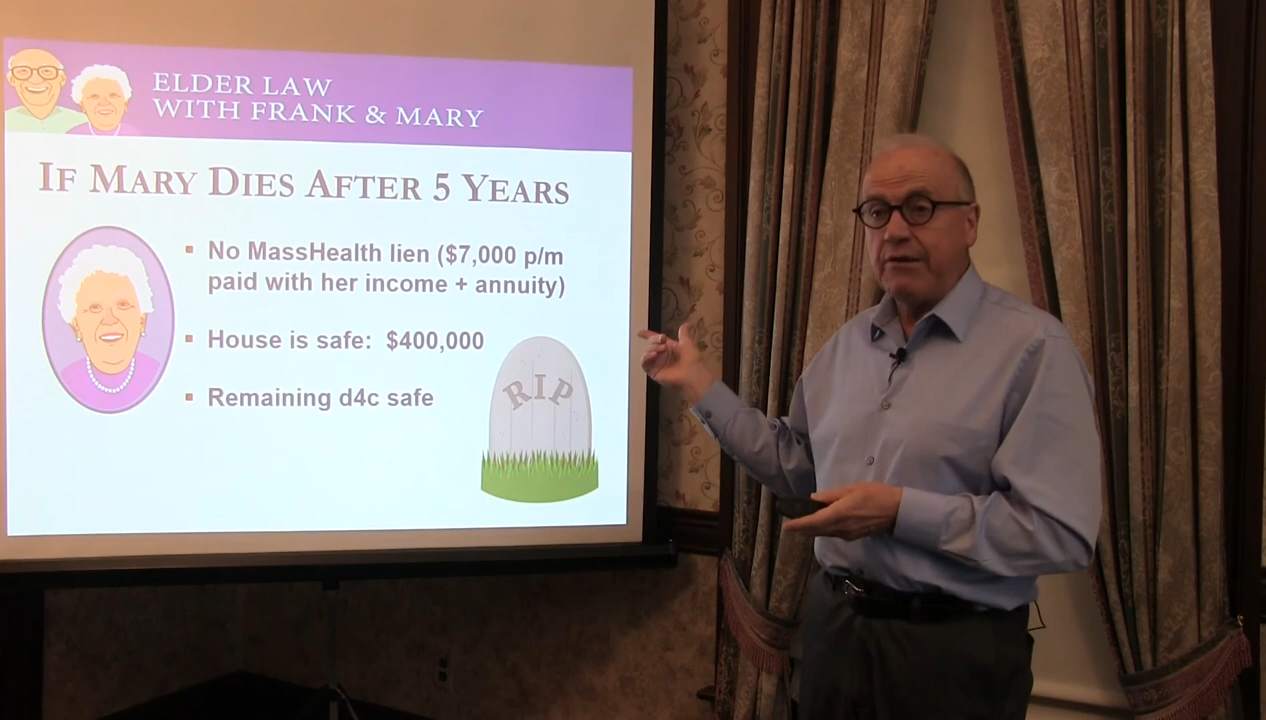 ELDER LAW
WITH FRANK & MARY
IF MARY DIES AFTER 5 YEARS
▪ No MassHealth lien ($7,000 p/m
paid with her income + annuity)
▪ House is safe: $400,000
▪ Remaining d4c safe
RIP